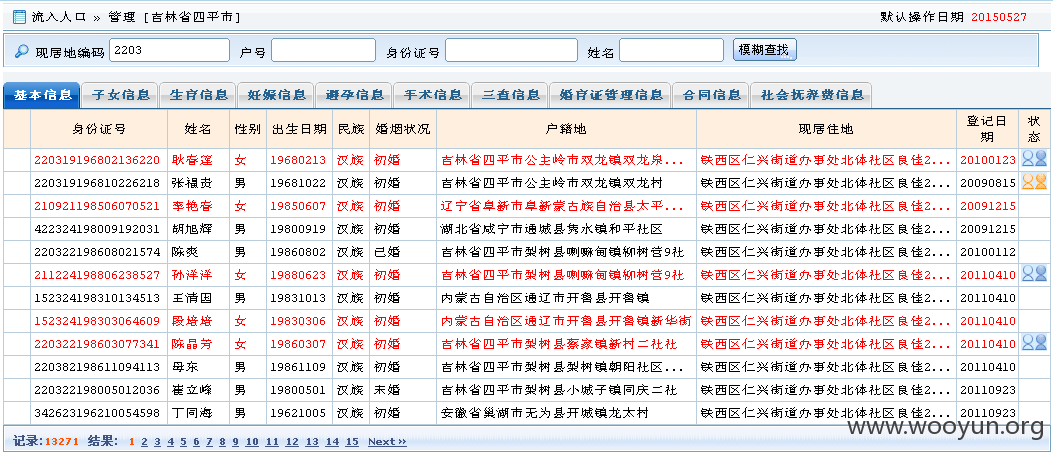 流入人口 » 管理 [吉林省四平市] 默认操作日期 20150527
现居地编码 2203 户号 身份证号 姓名 模糊查找
基本信息 子女信息 生育信息 妊娠信息 避孕信息 手术信息 三查信息 婚育证管理信息 合同信息 社会抚养费信息
身份证号 姓名 性别 出生日期 民族 婚姻状况 户籍地 现居住地 登记日期 状态
220319196802136220 耿春莲 女 19680213 汉族 初婚 吉林省四平市公主岭市双龙镇双龙泉... 铁西区仁兴街道办事处北体社区良佳2... 20100123
220322196810226218 张福贵 男 19681022 汉族 初婚 吉林省四平市公主岭市双龙镇双龙村 铁西区仁兴街道办事处北体社区良佳2... 20090815
210921198506070521 李艳春 女 19850607 汉族 初婚 辽宁省阜新市阜新蒙古族自治县太平... 铁西区仁兴街道办事处北体社区良佳2... 20091215
422324198009192031 胡旭辉 男 19800919 汉族 初婚 湖北省咸宁市通城县隽水镇和平社区 铁西区仁兴街道办事处北体社区良佳2... 20091215
220322198608021574 陈爽 男 19860802 汉族 已婚 吉林省四平市梨树县喇嘛甸镇柳树营9社 铁西区仁兴街道办事处北体社区良佳2... 20100112
211224198806238527 孙洋洋 女 19880623 汉族 初婚 吉林省四平市梨树县喇嘛甸镇柳树营9社 铁西区仁兴街道办事处北体社区良佳2... 20110410
152324198310134513 王倩国 男 19831013 汉族 初婚 内蒙古自治区通辽市开鲁县开鲁镇 铁西区仁兴街道办事处北体社区良佳2... 20110410
152324198303064609 段培培 女 19830306 汉族 初婚 内蒙古自治区通辽市开鲁县开鲁镇新华街 铁西区仁兴街道办事处北体社区良佳2... 20110410
220322198603077341 陈晶芳 女 19860307 汉族 初婚 吉林省四平市梨树县蔡家镇新村二社社 铁西区仁兴街道办事处北体社区良佳2... 20110410
220382198611094113 母东 男 19861109 汉族 初婚 吉林省四平市梨树县梨树镇朝阳社区... 铁西区仁兴街道办事处北体社区良佳2... 20110410
220322198005012036 崔立峰 男 19800501 汉族 未婚 吉林省四平市梨树县小城子镇同庆二社 铁西区仁兴街道办事处北体社区良佳2... 20110923
342623196210054598 丁同海 男 19621005 汉族 初婚 安徽省巢湖市无为县开城镇龙太村 铁西区仁兴街道办事处北体社区良佳2... 20110923
记录:13271 结果: 1 2 3 4 5 6 7 8 9 10 11 12 13 14 15 Next»
www.wooyun.org